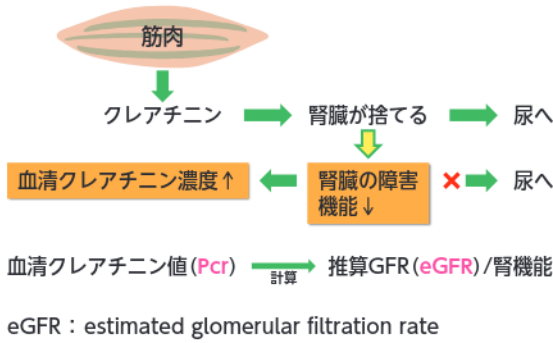 筋肉
クレアチニン 腎臓が捨てる 尿へ
血清クレアチニン濃度↑ 腎臓の障害 × 尿へ
機能↓
血清クレアチニン値(Pcr) 計算 推算GFR(eGFR)/腎機能
eGFR：estimated glomerular filtration rate